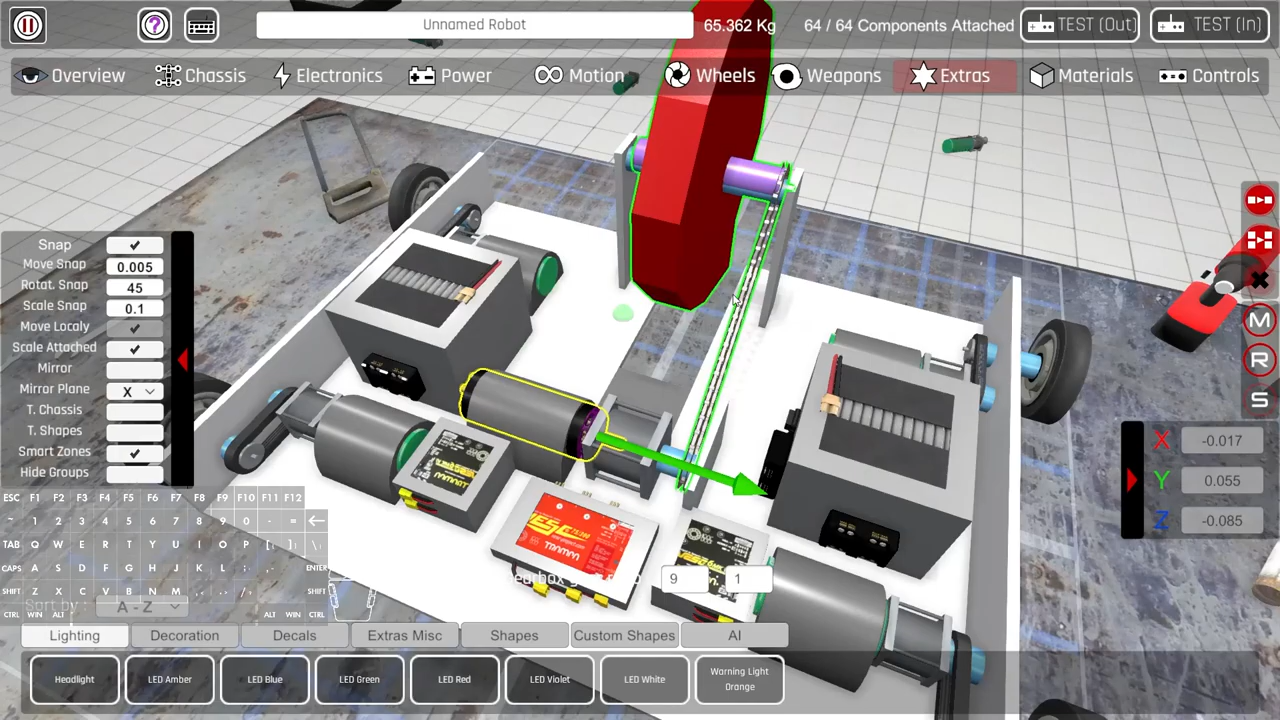 Unnamed Robot
65.362 Kg
64 / 64 Components Attached
TEST (Out)
TEST (In)
Overview
Chassis
Electronics
Power
Motion
Wheels
Weapons
Extras
Materials
Controls
Snap
Move Snap 0.005
Rotat. Snap 45
Scale Snap 0.1
Move Localy
Scale Attached
Mirror
Mirror Plane X
T. Chassis
T. Shapes
Smart Zones
Hide Groups
M
R
S
X -0.017
Y 0.055
Z -0.085
ESC F1 F2 F3 F4 F5 F6 F7 F8 F9 F10 F11 F12
~ 1 2 3 4 5 6 7 8 9 0 - =
TAB Q W E R T Y U I O P [ ] \
CAPS A S D F G H J K L ; , ENTER
SHIFT Z X C V B N M , . / SHIFT
CTRL WIN ALT ALT WIN CTRL
Sort by : A - Z
9 1
Lighting
Decoration
Decals
Extras Misc
Shapes
Custom Shapes
AI
Headlight
LED Amber
LED Blue
LED Green
LED Red
LED Violet
LED White
Warning Light
Orange